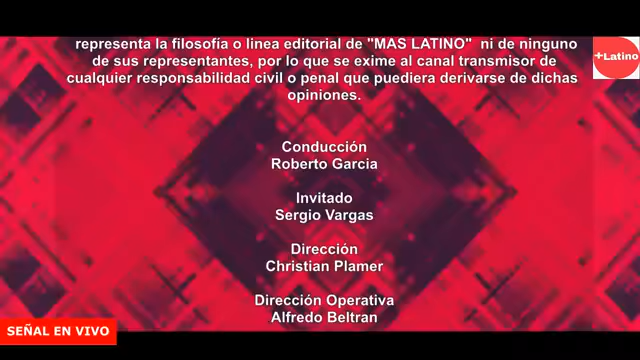 representa la filosofía o linea editorial de "MAS LATINO" ni de ninguno
de sus representantes, por lo que se exime al canal transmisor de
cualquier responsabilidad civil o penal que puediera derivarse de dichas
opiniones.
+Latino
Conducción
Roberto Garcia
Invitado
Sergio Vargas
Dirección
Christian Plamer
Dirección Operativa
Alfredo Beltran
SEÑAL EN VIVO